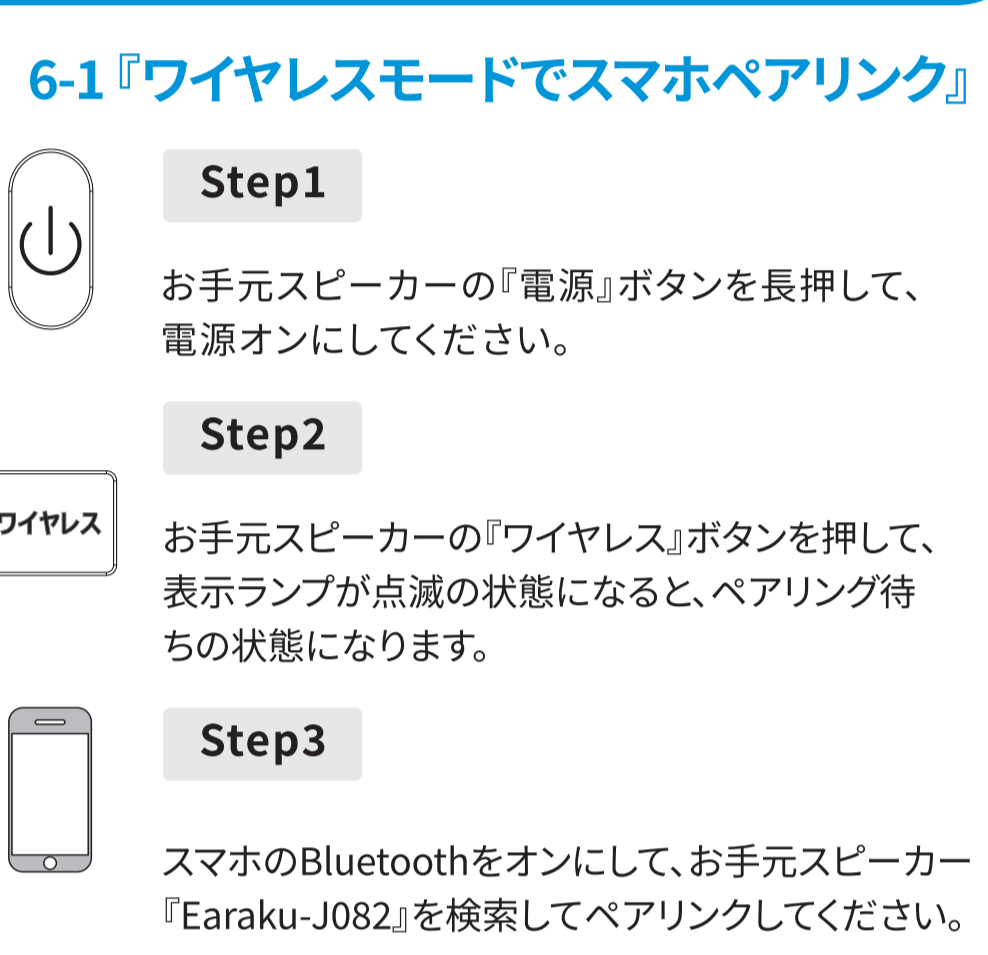 6-1『ワイヤレスモードでスマホペアリンク』
Step1
お手元スピーカーの『電源』ボタンを長押して、
電源オンにしてください。
Step2
ワイヤレス
お手元スピーカーの『ワイヤレス』ボタンを押して、
表示ランプが点滅の状態になると、ペアリング待
ちの状態になります。
Step3
スマホのBluetoothをオンにして、お手元スピーカー
『Earaku-J082』を検索してペアリンクしてください。